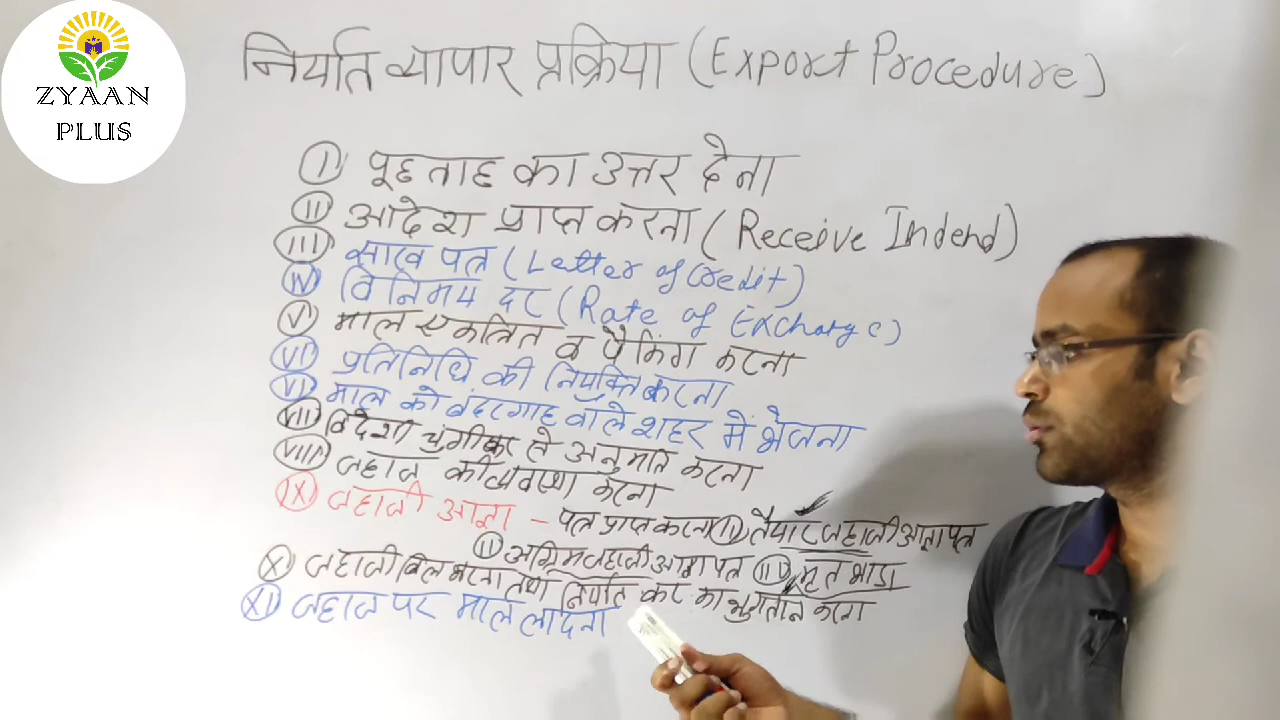 ZYAAN
PLUS
निर्यात व्यापार प्रक्रिया (Export Procedure)
I पूछताछ का उत्तर देना
II आदेश प्राप्त करना (Receive Indend)
III साख पत्र (Letter of Credit)
IV विनिमय दर (Rate of Exchange)
V माल एकत्रित व पैकिंग करना
VI प्रतिनिधि की नियुक्ति करना
VI माल को बंदरगाह वाले शहर में भेजना
VII विदेशी चुंगीकर से अनुमति करना
VIII जहाज की व्यवस्था करना
IX जहाजी आज्ञा - पत्र प्राप्त करना I तैयार जहाजी आज्ञा पत्र
II अग्रिम जहाजी आज्ञा पत्र III मृत भाड़ा
X जहाजी बिल भरना तथा निर्यात कर का भुगतान करना
XI जहाज पर माल लादना